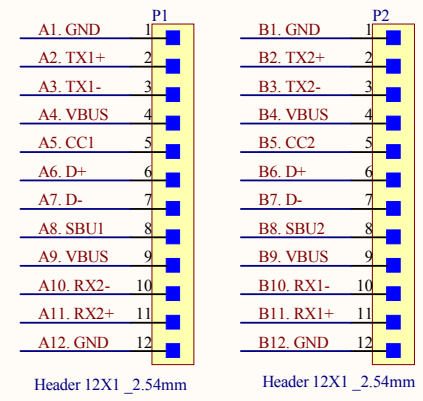 P1
A1. GND 1
A2. TX1+ 2
A3. TX1- 3
A4. VBUS 4
A5. CC1 5
A6. D+ 6
A7. D- 7
A8. SBU1 8
A9. VBUS 9
A10. RX2- 10
A11. RX2+ 11
A12. GND 12
Header 12X1 _2.54mm
P2
B1. GND 1
B2. TX2+ 2
B3. TX2- 3
B4. VBUS 4
B5. CC2 5
B6. D+ 6
B7. D- 7
B8. SBU2 8
B9. VBUS 9
B10. RX1- 10
B11. RX1+ 11
B12. GND 12
Header 12X1 _2.54mm